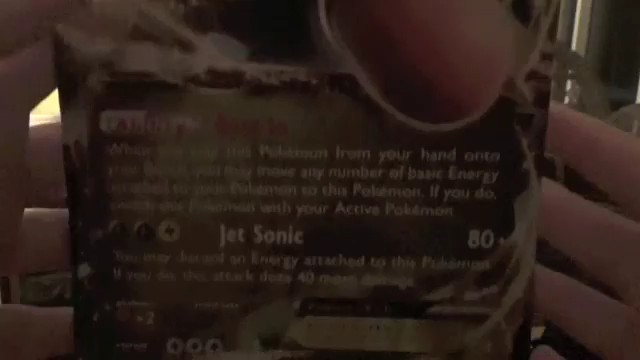 Ability
When you play this Pokémon from your hand onto
your Bench, you may move any number of basic Energy
attached to your Pokémon to this Pokémon. If you do,
switch this Pokémon with your Active Pokémon
Jet Sonic 80+
You may discard an Energy attached to this Pokémon.
If you do, this attack does 40 more damage.
×2